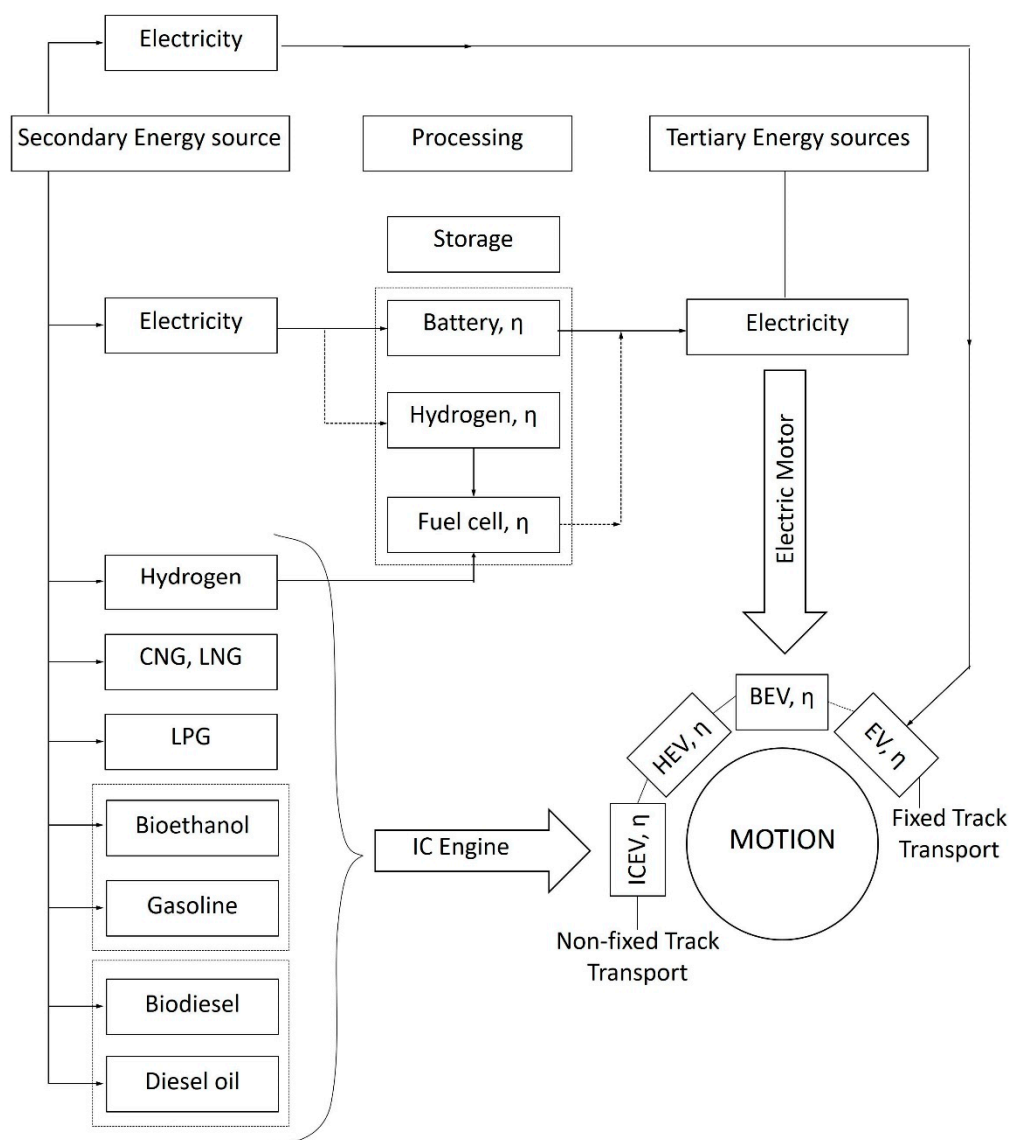 Electricity
Secondary Energy source
Processing
Tertiary Energy sources
Storage
Electricity
Battery, η
Electricity
Hydrogen, η
Fuel cell, η
Electric Motor
Hydrogen
CNG, LNG
LPG
BEV, η
HEV, η
EV, η
Bioethanol
IC Engine
ICEV, η
MOTION
Fixed Track
Transport
Gasoline
Non-fixed Track
Transport
Biodiesel
Diesel oil